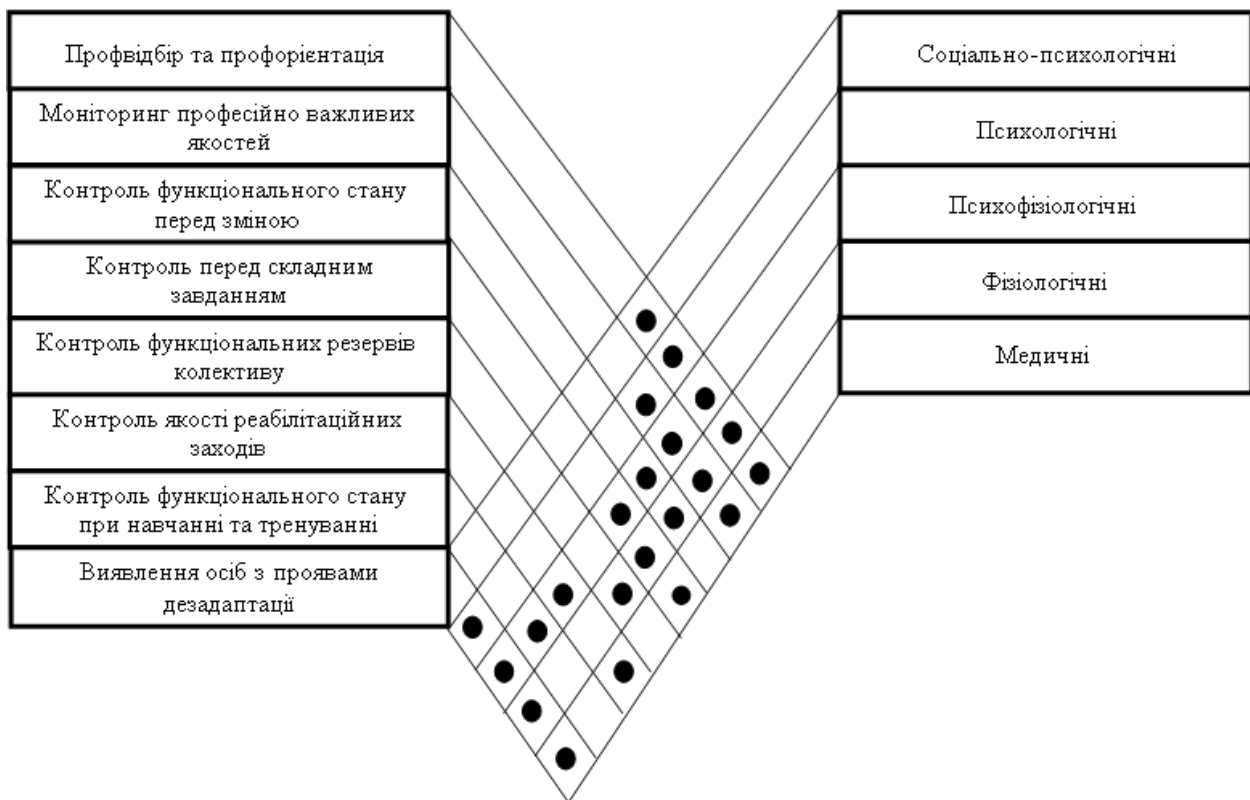 Профвідбір та профорієнтація
Моніторинг професійно важливих
якостей
Контроль функціонального стану
перед зміною
Контроль перед складним
завданням
Контроль функціональних резервів
колективу
Контроль якості реабілітаційних
заходів
Контроль функціонального стану
при навчанні та тренуванні
Виявлення осіб з проявами
дезадаптації
Соціально-психологічні
Психологічні
Психофізіологічні
Фізіологічні
Медичні